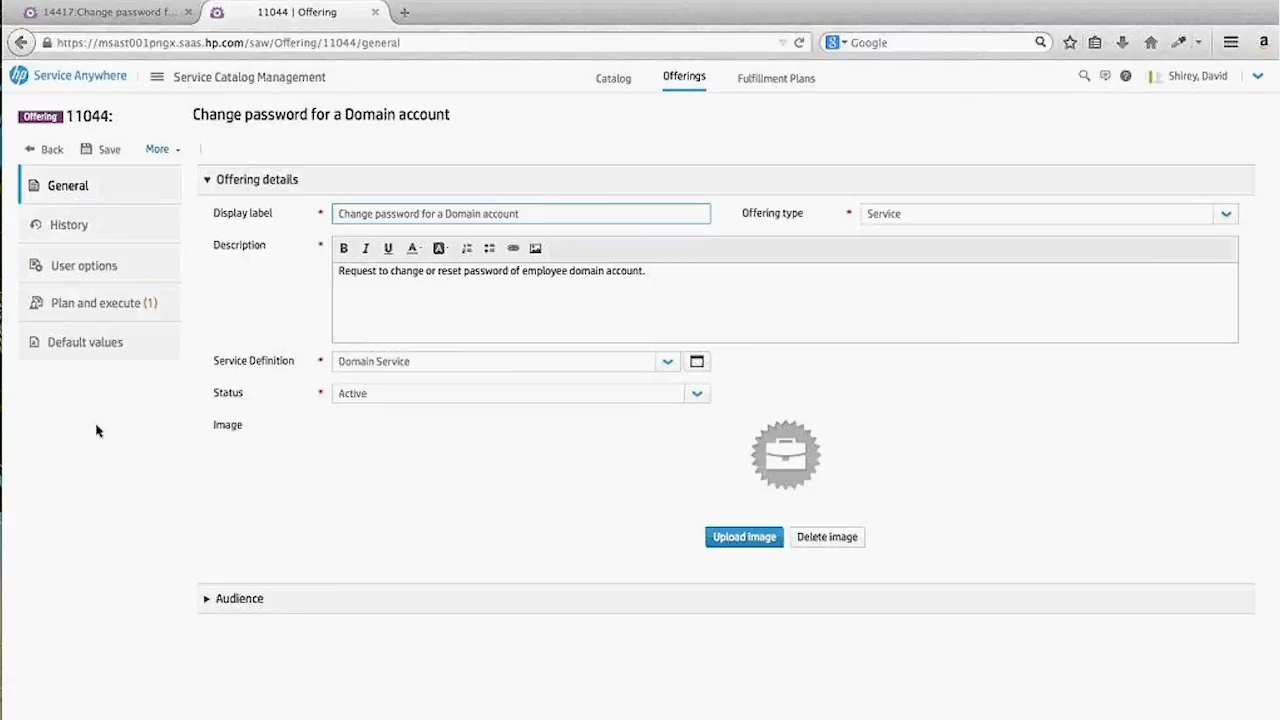 14417:Change password f...
11044 | Offering
https://msast001pngx.saas.hp.com/saw/Offering/11044/general
Google
hp Service Anywhere
Service Catalog Management
Catalog
Offerings
Fulfillment Plans
Shirey, David
Offering 11044:
Change password for a Domain account
Back
Save
More
General
History
User options
Plan and execute (1)
Default values
Offering details
Display label * Change password for a Domain account
Offering type * Service
Description *
B I U A A
Request to change or reset password of employee domain account.
Service Definition * Domain Service
Status * Active
Image
Upload image
Delete image
Audience